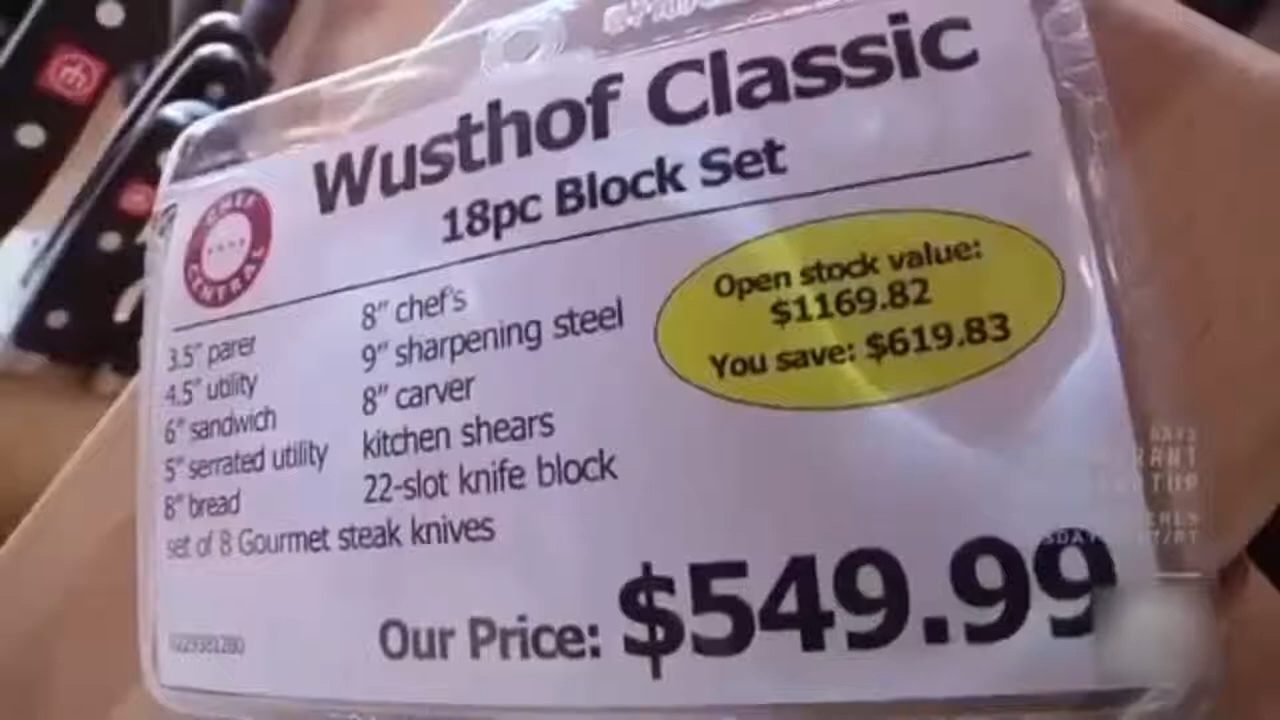 Wusthof Classic
18pc Block Set
CHEF
CENTRAL
Open stock value:
$1169.82
You save: $619.83
3.5" parer
4.5" utility
6" sandwich
5" serrated utility
8" bread
set of 8 Gourmet steak knives
8" chef's
9" sharpening steel
8" carver
kitchen shears
22-slot knife block
Our Price: $549.99